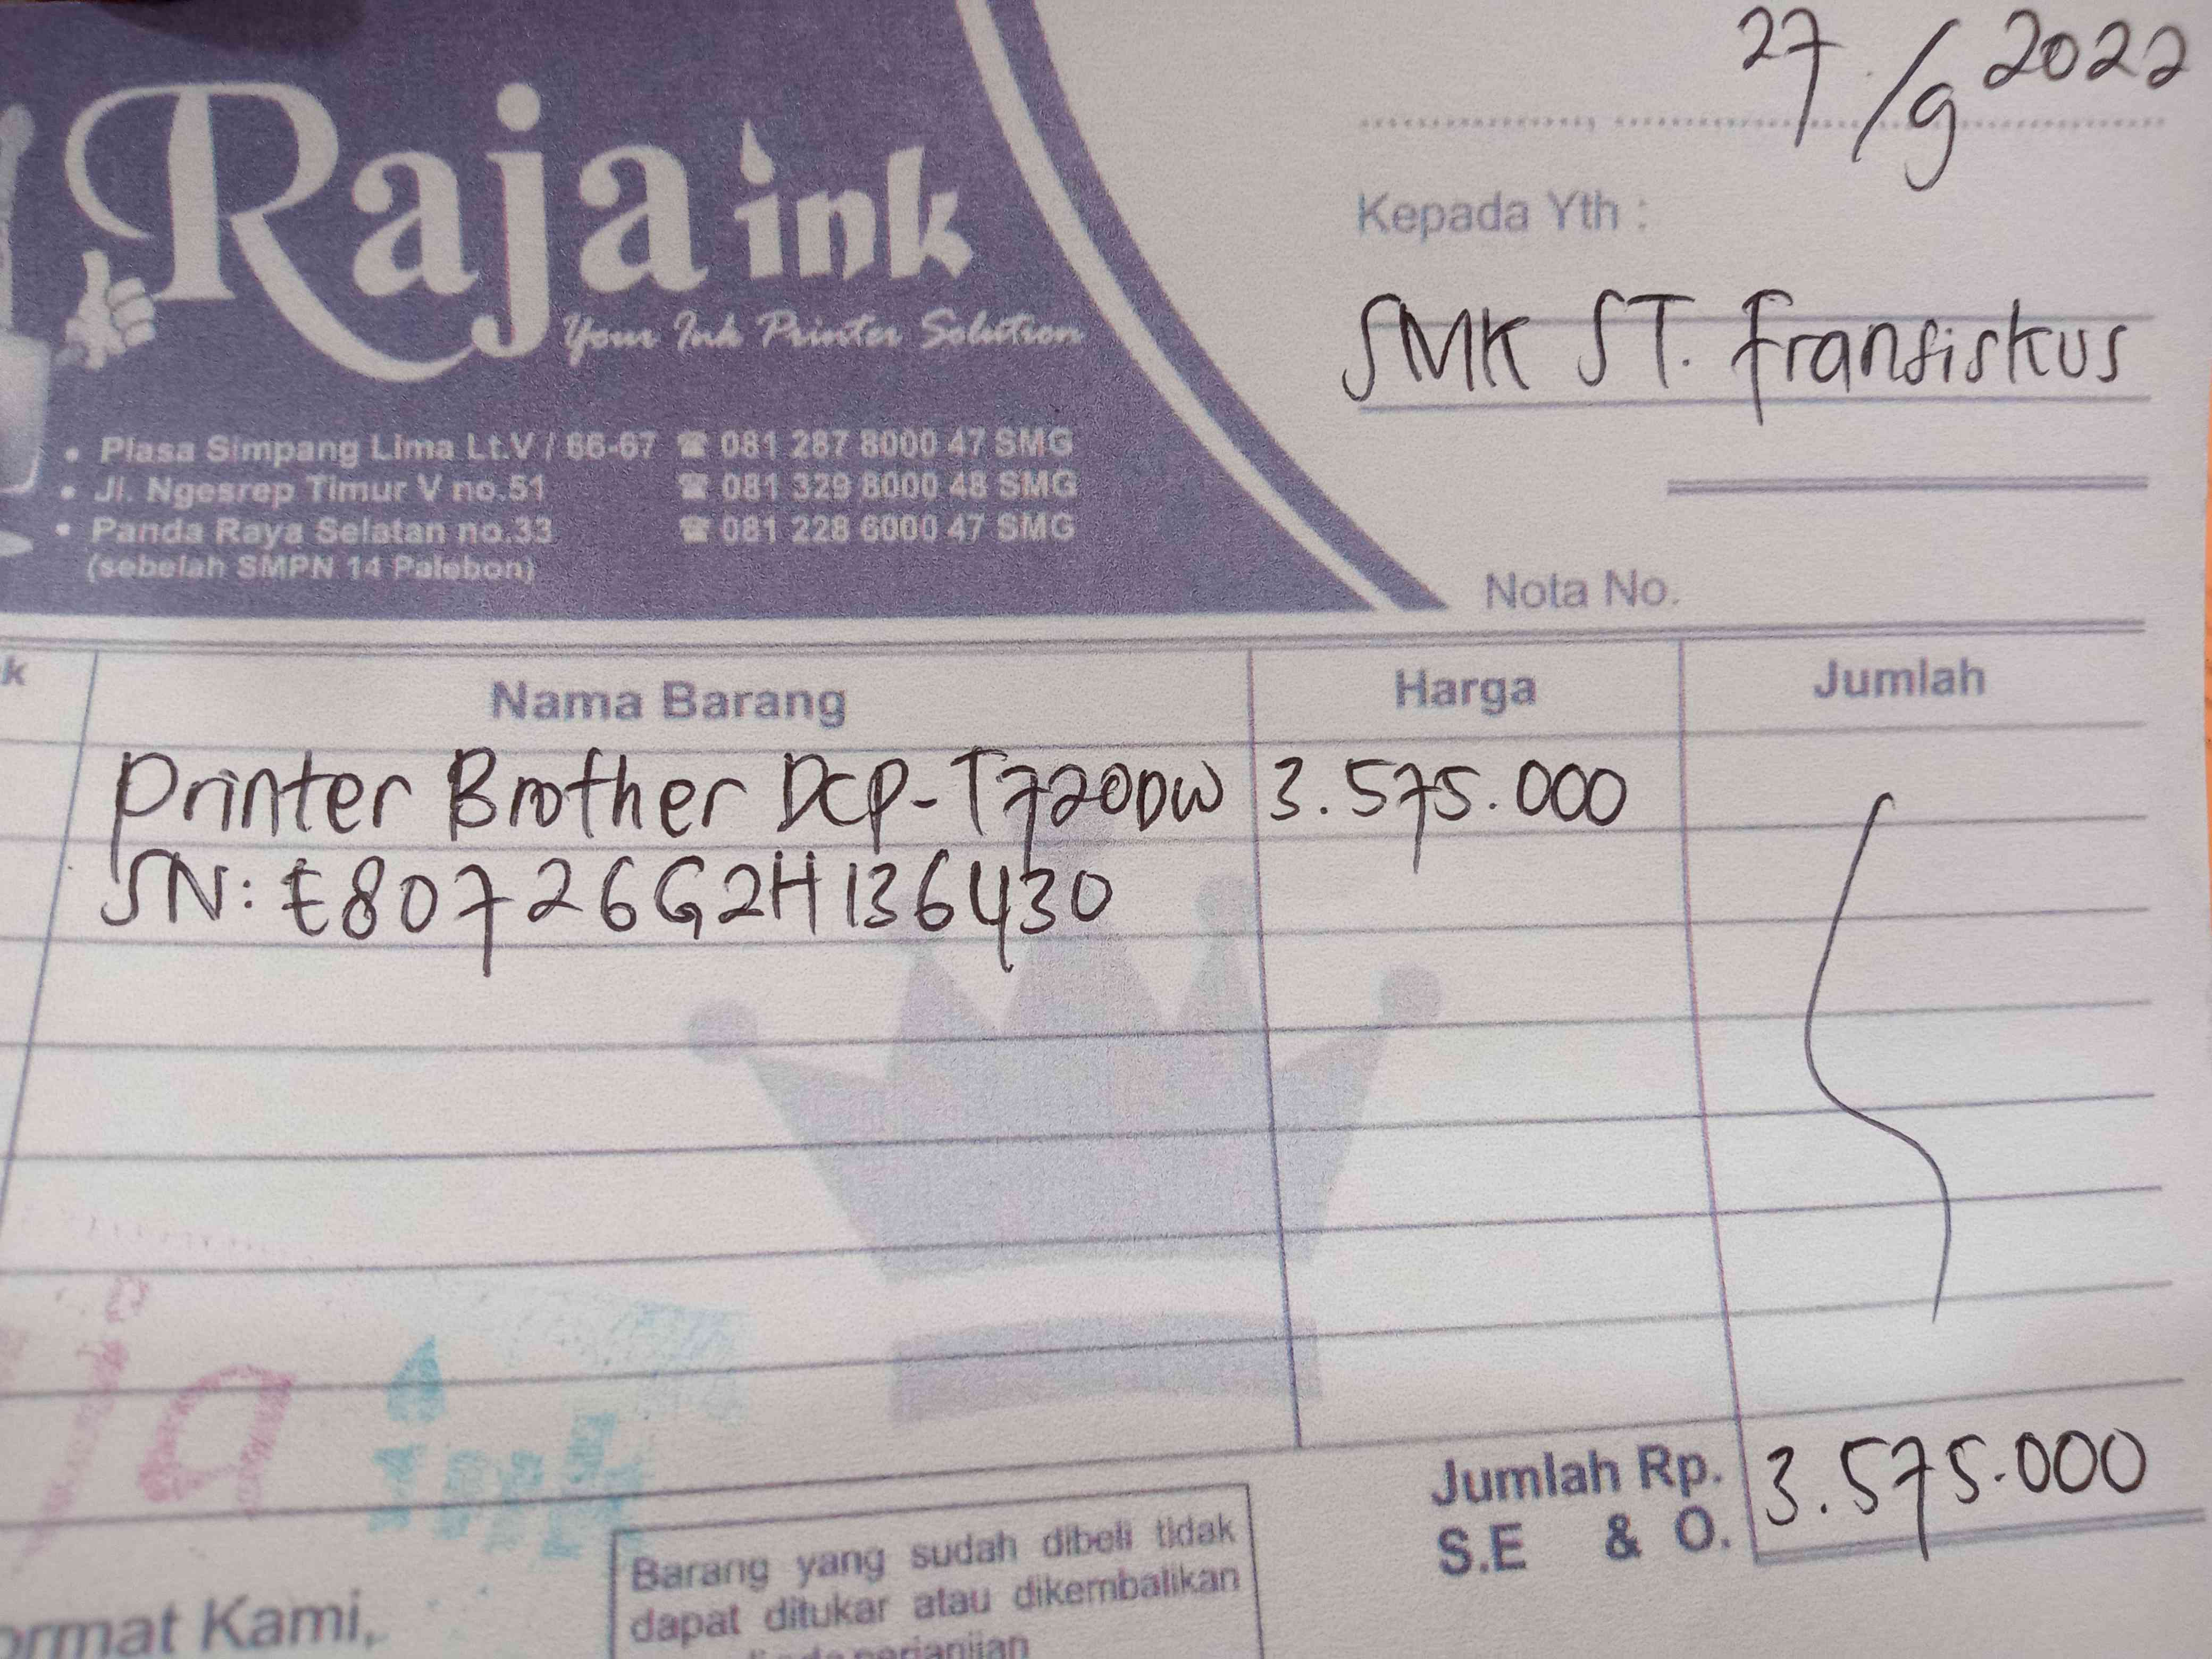 27/9 2022
Raja ink
Your Ink Printer Solution
Kepada Yth :
SMK ST. Fransiskus
• Plasa Simpang Lima Lt.V / 66-67 ☎ 081 287 8000 47 SMG
• Jl. Ngesrep Timur V no.51 ☎ 081 329 8000 48 SMG
• Panda Raya Selatan no.33 ☎ 081 228 6000 47 SMG
(sebelah SMPN 14 Palebon)
Nota No.
k Nama Barang Harga Jumlah
Printer Brother DCP-T720DW 3.575.000
SN: E80726G2H136430
Jumlah Rp. 3.575.000
S.E & O.
ja ink
Barang yang sudah dibeli tidak
dapat ditukar atau dikembalikan
perjanjian
ormat Kami,